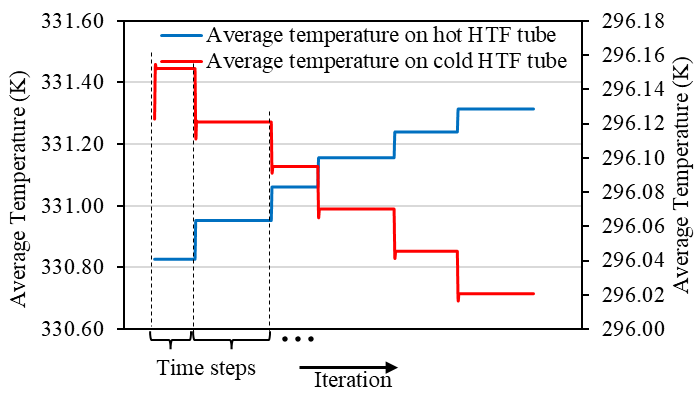 Average temperature on hot HTF tube
Average temperature on cold HTF tube
Average Temperature (K)
331.60
331.40
331.20
331.00
330.80
330.60
296.18
296.16
296.14
296.12
296.10
296.08
296.06
296.04
296.02
296.00
Average Temperature (K)
Time steps
Iteration